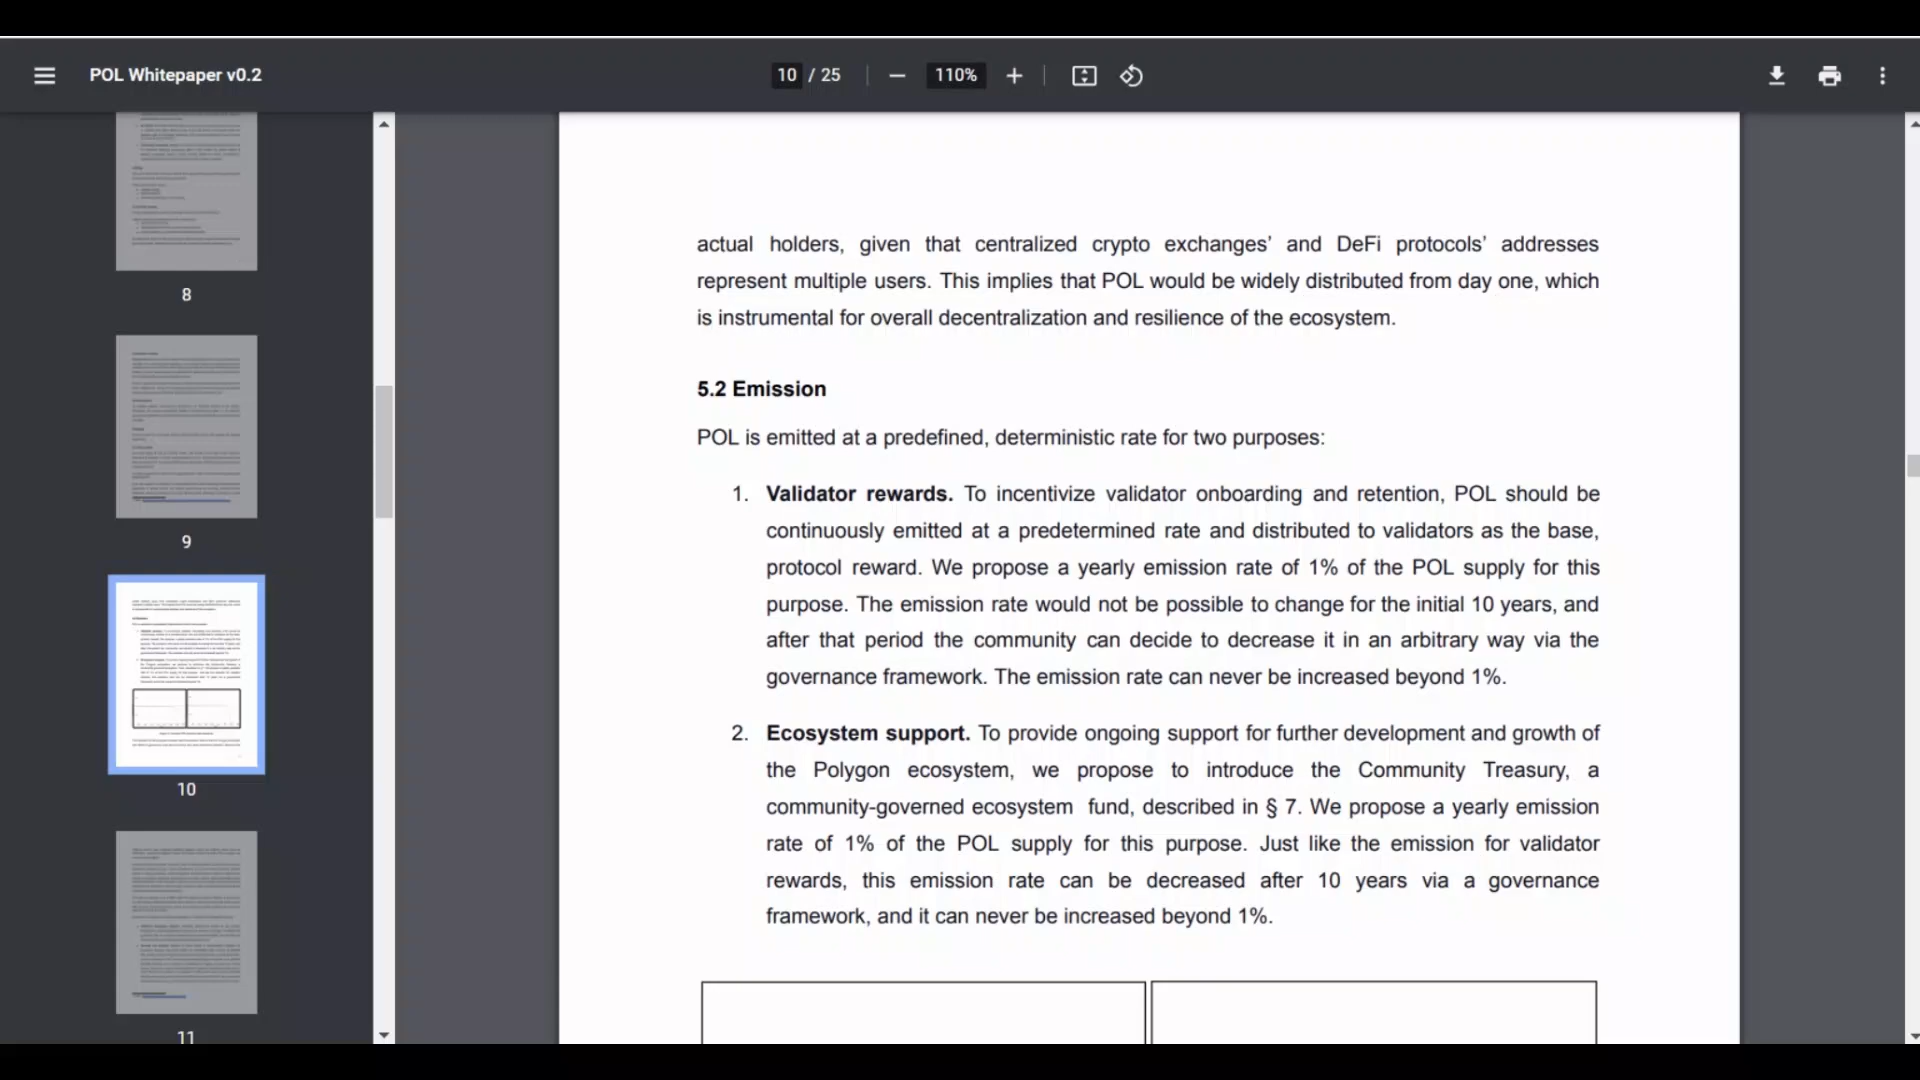 POL Whitepaper v0.2
10 / 25
110%
8
9
10
11
actual holders, given that centralized crypto exchanges’ and DeFi protocols’ addresses
represent multiple users. This implies that POL would be widely distributed from day one, which
is instrumental for overall decentralization and resilience of the ecosystem.
5.2 Emission
POL is emitted at a predefined, deterministic rate for two purposes:
1. Validator rewards. To incentivize validator onboarding and retention, POL should be
continuously emitted at a predetermined rate and distributed to validators as the base,
protocol reward. We propose a yearly emission rate of 1% of the POL supply for this
purpose. The emission rate would not be possible to change for the initial 10 years, and
after that period the community can decide to decrease it in an arbitrary way via the
governance framework. The emission rate can never be increased beyond 1%.
2. Ecosystem support. To provide ongoing support for further development and growth of
the Polygon ecosystem, we propose to introduce the Community Treasury, a
community-governed ecosystem fund, described in § 7. We propose a yearly emission
rate of 1% of the POL supply for this purpose. Just like the emission for validator
rewards, this emission rate can be decreased after 10 years via a governance
framework, and it can never be increased beyond 1%.